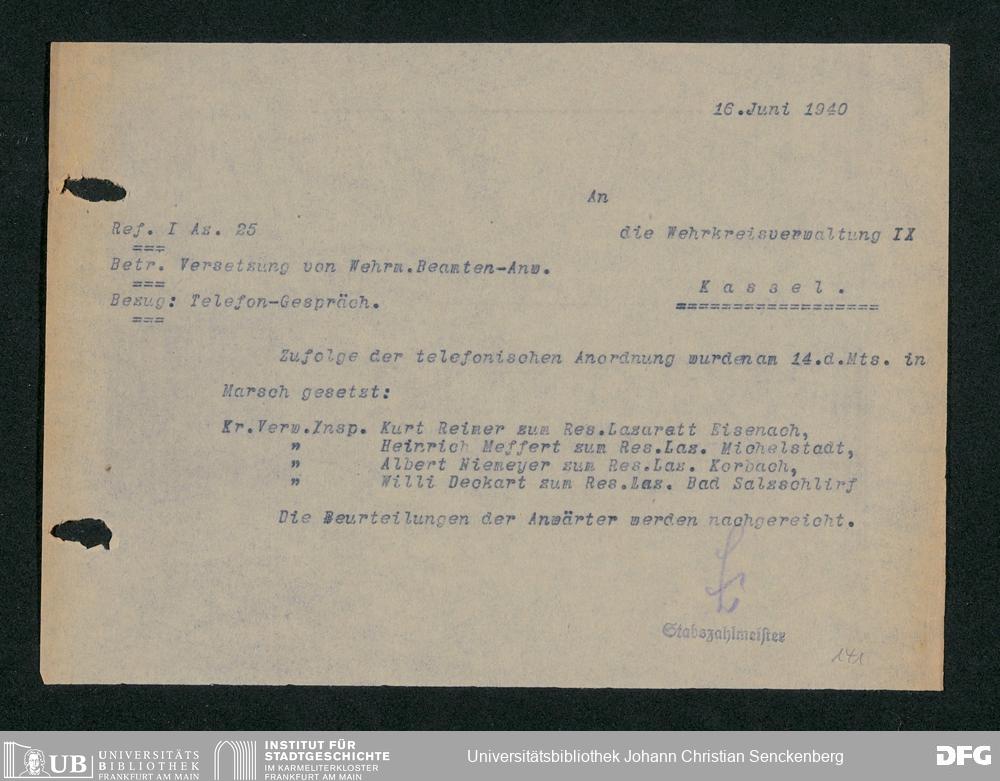 16.Juni 1940
An
die Wehrkreisverwaltung IX
Kassel.
Ref. I Az. 25
Betr. Versetzung von Wehrm.Beamten-Anw.
Bezug: Telefon-Gespräch.
Zufolge der telefonischen Anordnung wurdenam 14.d.Mts. in
Marsch gesetzt:
Kr.Verw.Insp. Kurt Reimer zum Res.Lazarett Eisenach,
" Heinrich Meffert zum Res.Laz. Michelstadt,
" Albert Niemeyer zum Res.Laz. Korbach,
" Willi Deckart zum Res.Laz. Bad Salzschlirf
Die Beurteilungen der Anwärter werden nachgereicht.
Stabszahlmeister
141
UB UNIVERSITÄTS
BIBLIOTHEK
FRANKFURT AM MAIN
INSTITUT FÜR
STADTGESCHICHTE
IM KARMELITERKLOSTER
FRANKFURT AM MAIN
Universitätsbibliothek Johann Christian Senckenberg
DFG